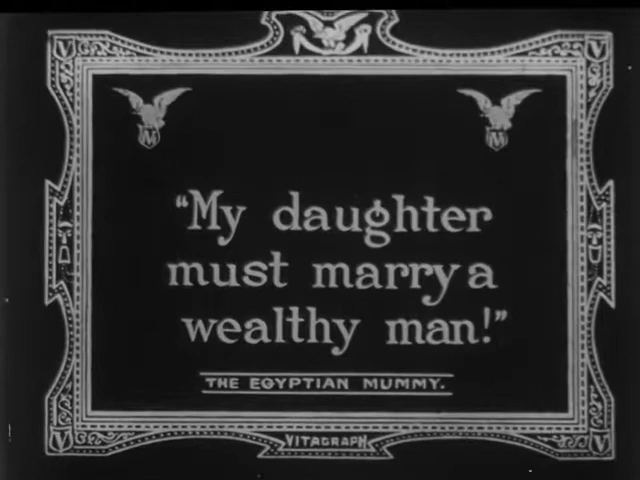 "My daughter
must marry a
wealthy man!"
THE EGYPTIAN MUMMY.
VITAGRAPH